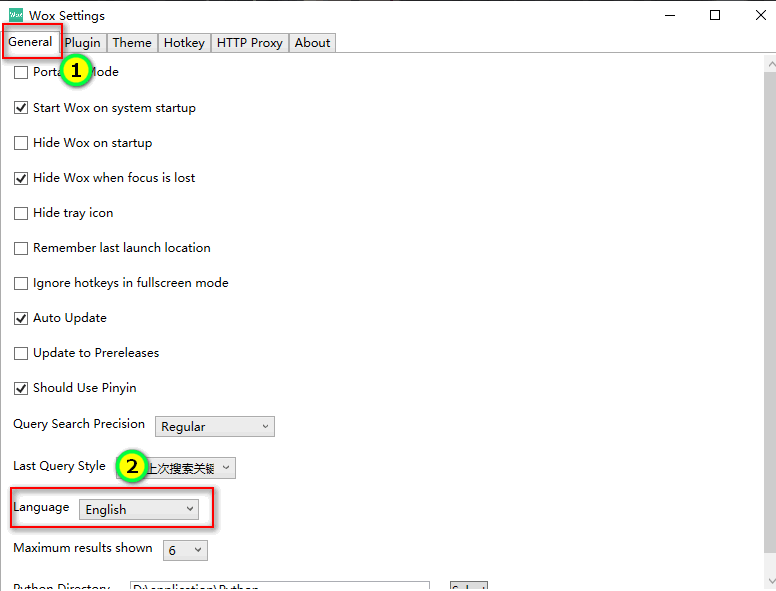 Wox Wox Settings
General Plugin Theme Hotkey HTTP Proxy About
1
Mode
Start Wox on system startup
Hide Wox on startup
Hide Wox when focus is lost
Hide tray icon
Remember last launch location
Ignore hotkeys in fullscreen mode
Auto Update
Update to Prereleases
Should Use Pinyin
Query Search Precision Regular
Last Query Style 2 上次搜索关键
Language English
Maximum results shown 6
Python Directory D:\application\Python